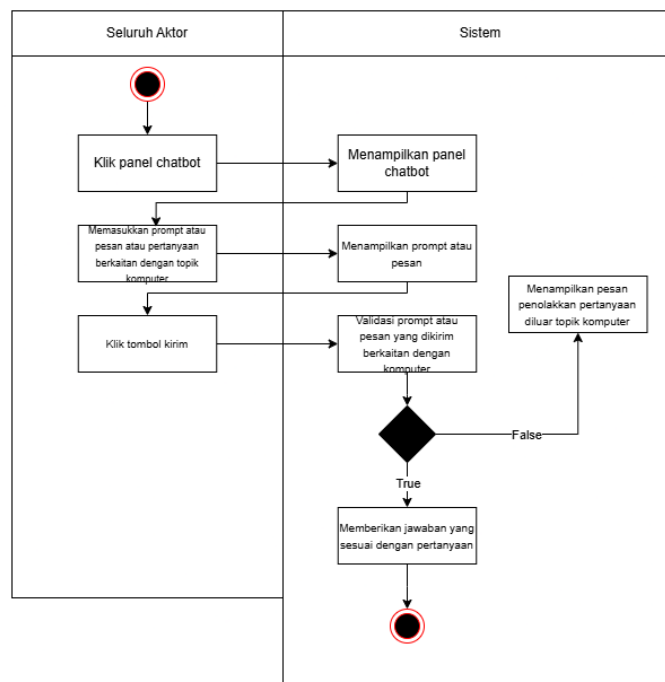 Seluruh Aktor
Sistem
Klik panel chatbot
Menampilkan panel
chatbot
Memasukkan prompt atau
pesan atau pertanyaan
berkaitan dengan topik
komputer
Menampilkan prompt atau
pesan
Menampilkan pesan
penolakkan pertanyaan
diluar topik komputer
Klik tombol kirim
Validasi prompt atau
pesan yang dikirim
berkaitan dengan
komputer
False
True
Memberikan jawaban yang
sesuai dengan pertanyaan